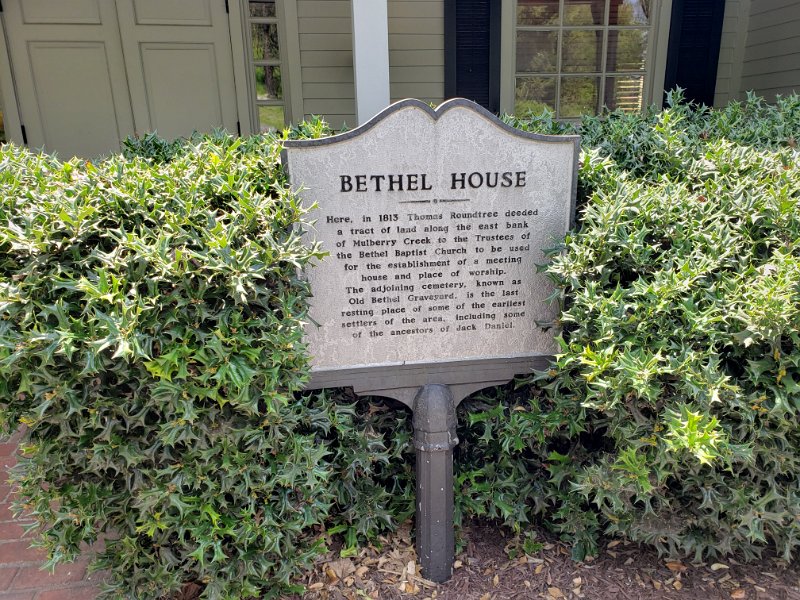 BETHEL HOUSE
Here, in 1813 Thomas Roundtree deeded
a tract of land along the east bank
of Mulberry Creek to the Trustees of
the Bethel Baptist Church to be used
for the establishment of a meeting
house and place of worship.
The adjoining cemetery, known as
Old Bethel Graveyard, is the last
resting place of some of the earliest
settlers of the area, including some
of the ancestors of Jack Daniel.